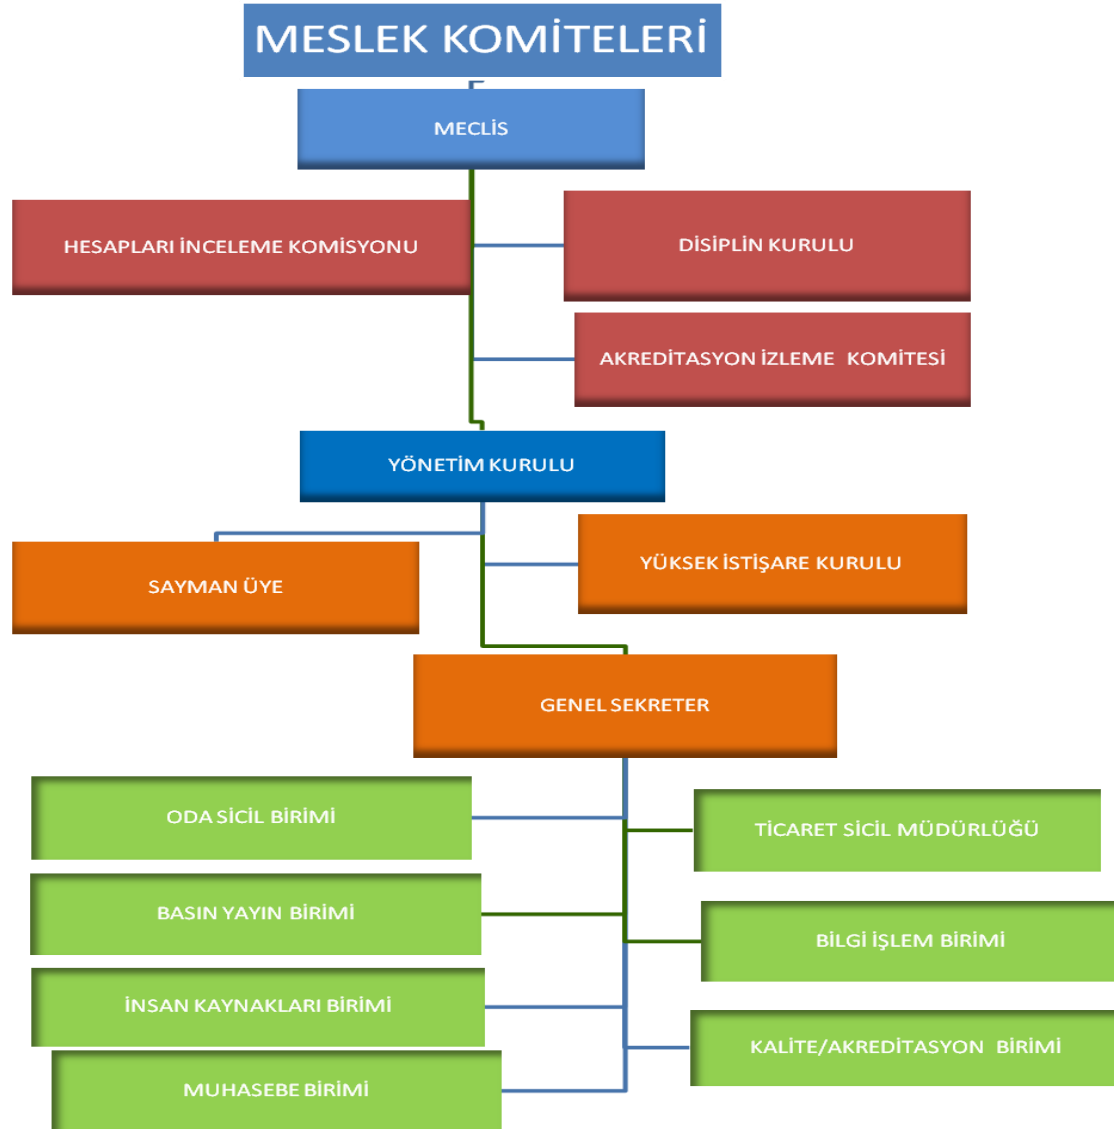 MESLEK KOMİTELERİ
MECLİS
HESAPLARI İNCELEME KOMİSYONU
DISİPLİN KURULU
AKREDİTASYON İZLEME KOMİTESİ
YÖNETİM KURULU
SAYMAN ÜYE
YÜKSEK İSTİŞARE KURULU
GENEL SEKRETER
ODA SİCİL BİRİMİ
TİCARET SİCİL MÜDÜRLÜĞÜ
BASIN YAYIN BİRİMİ
BİLGİ İŞLEM BİRİMİ
İNSAN KAYNAKLARI BİRİMİ
KALİTE/AKREDİTASYON BİRİMİ
MUHASEBE BİRİMİ